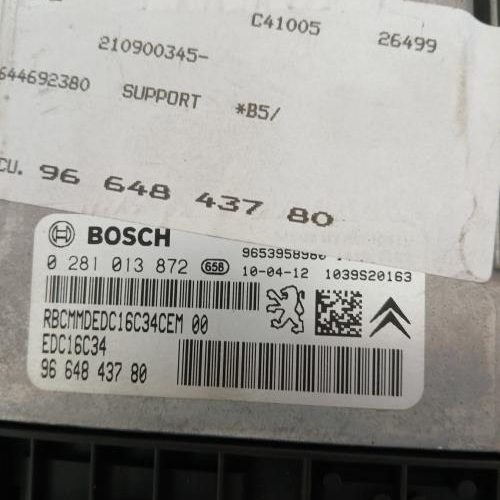 C41005 26499
210900345-
644692380 SUPPORT *B5/
CU. 96 648 437 80
BOSCH 9653958980
0 281 013 872 658 10-04-12 1039S20163
RBCMMDEDC16C34CEM 00
EDC16C34
96 648 437 80